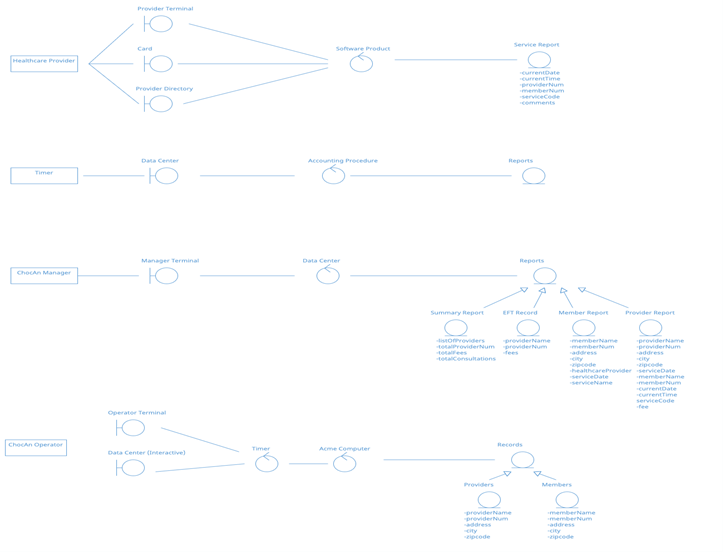 Provider Terminal
Card
Provider Directory
Healthcare Provider
Software Product
Service Report
-currentDate
-currentTime
-providerNum
-memberNum
-serviceCode
-comments
Timer
Data Center
Accounting Procedure
Reports
ChocAn Manager
Manager Terminal
Data Center
Reports
Summary Report
-listOfProviders
-totalProviderNum
-totalFees
-totalConsultations
EFT Record
-providerName
-providerNum
-fees
Member Report
-memberName
-memberNum
-address
-city
-zipcode
-healthcareProvider
-serviceDate
-serviceName
Provider Report
-providerName
-providerNum
-address
-city
-zipcode
-serviceDate
-memberName
-memberNum
-currentDate
-currentTime
serviceCode
-fee
ChocAn Operator
Operator Terminal
Data Center (Interactive)
Timer
Acme Computer
Records
Providers
-providerName
-providerNum
-address
-city
-zipcode
Members
-memberName
-memberNum
-address
-city
-zipcode